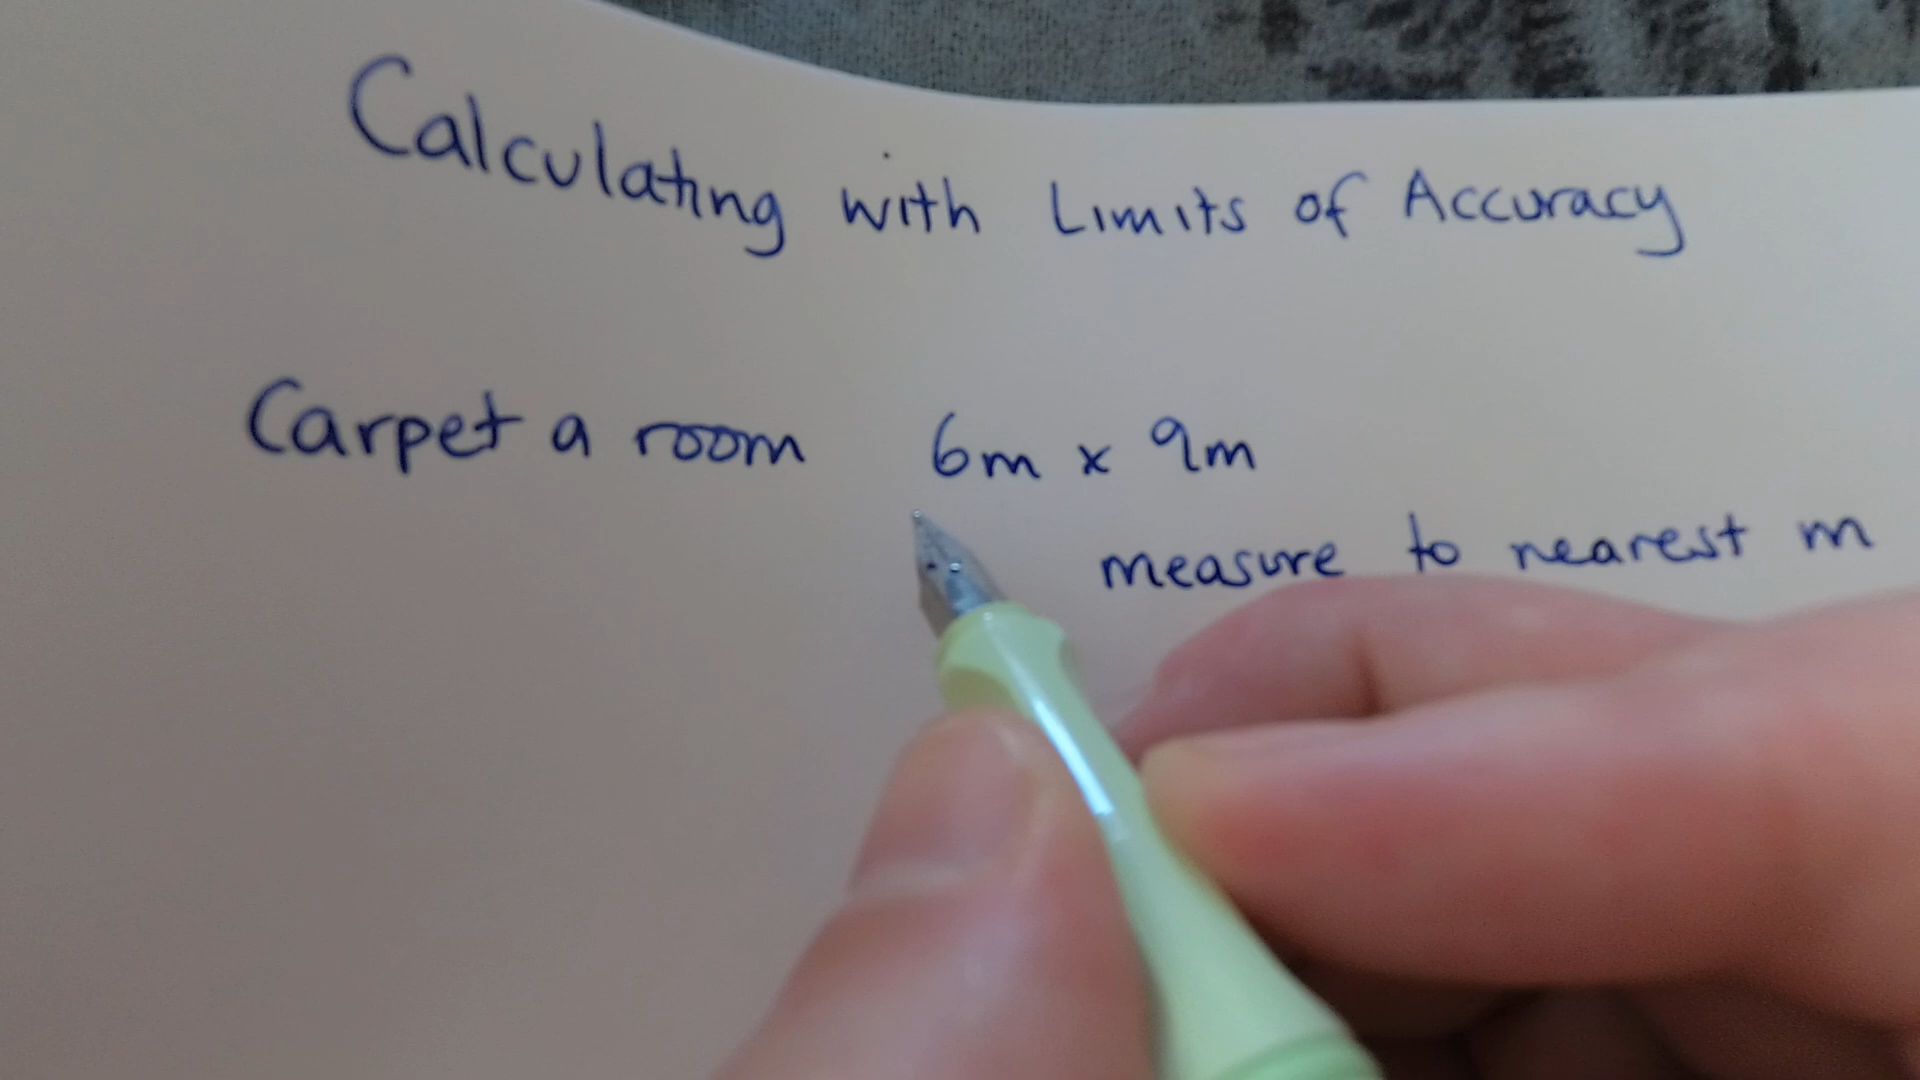 Calculating with Limits of Accuracy
Carpet a room 6m x 9m
measure to nearest m